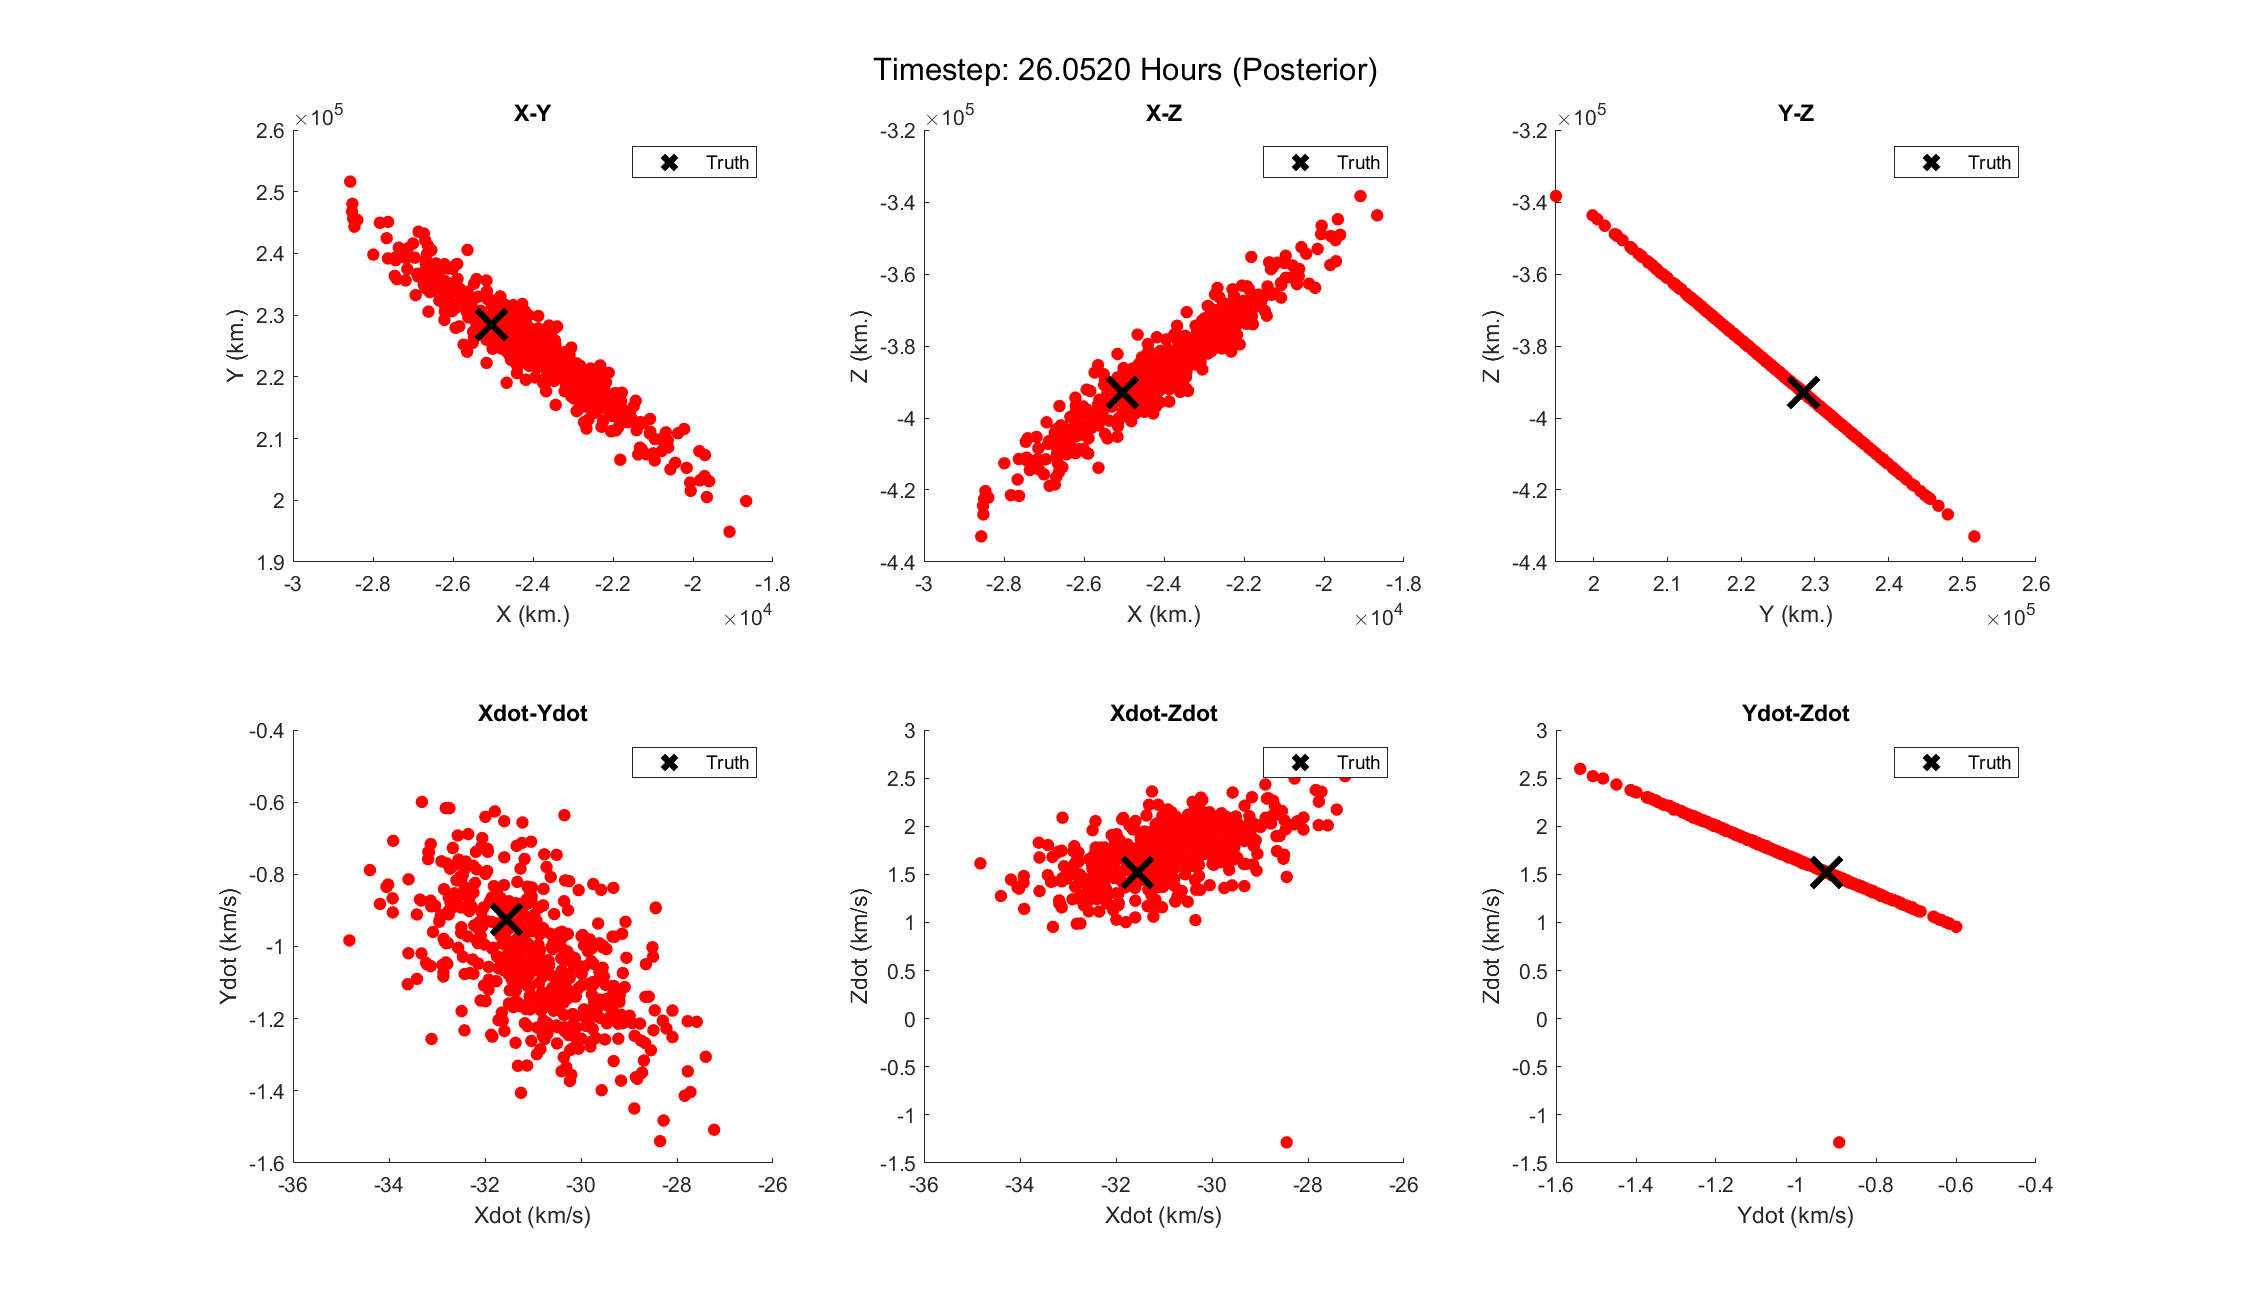 Timestep: 26.0520 Hours (Posterior)
X-Y
×10^5
2.6
2.5
2.4
2.3
2.2
2.1
2
1.9
Y (km.)
Truth
-3 -2.8 -2.6 -2.4 -2.2 -2 -1.8
X (km.)
×10^4
X-Z
×10^5
-3.2
-3.4
-3.6
-3.8
-4
-4.2
-4.4
Z (km.)
Truth
-3 -2.8 -2.6 -2.4 -2.2 -2 -1.8
X (km.)
×10^4
Y-Z
×10^5
-3.2
-3.4
-3.6
-3.8
-4
-4.2
-4.4
Z (km.)
Truth
2 2.1 2.2 2.3 2.4 2.5 2.6
Y (km.)
×10^5
Xdot-Ydot
-0.4
-0.6
-0.8
-1
-1.2
-1.4
-1.6
Ydot (km/s)
Truth
-36 -34 -32 -30 -28 -26
Xdot (km/s)
Xdot-Zdot
3
2.5
2
1.5
1
0.5
0
-0.5
-1
-1.5
Zdot (km/s)
Truth
-36 -34 -32 -30 -28 -26
Xdot (km/s)
Ydot-Zdot
3
2.5
2
1.5
1
0.5
0
-0.5
-1
-1.5
Zdot (km/s)
Truth
-1.6 -1.4 -1.2 -1 -0.8 -0.6 -0.4
Ydot (km/s)